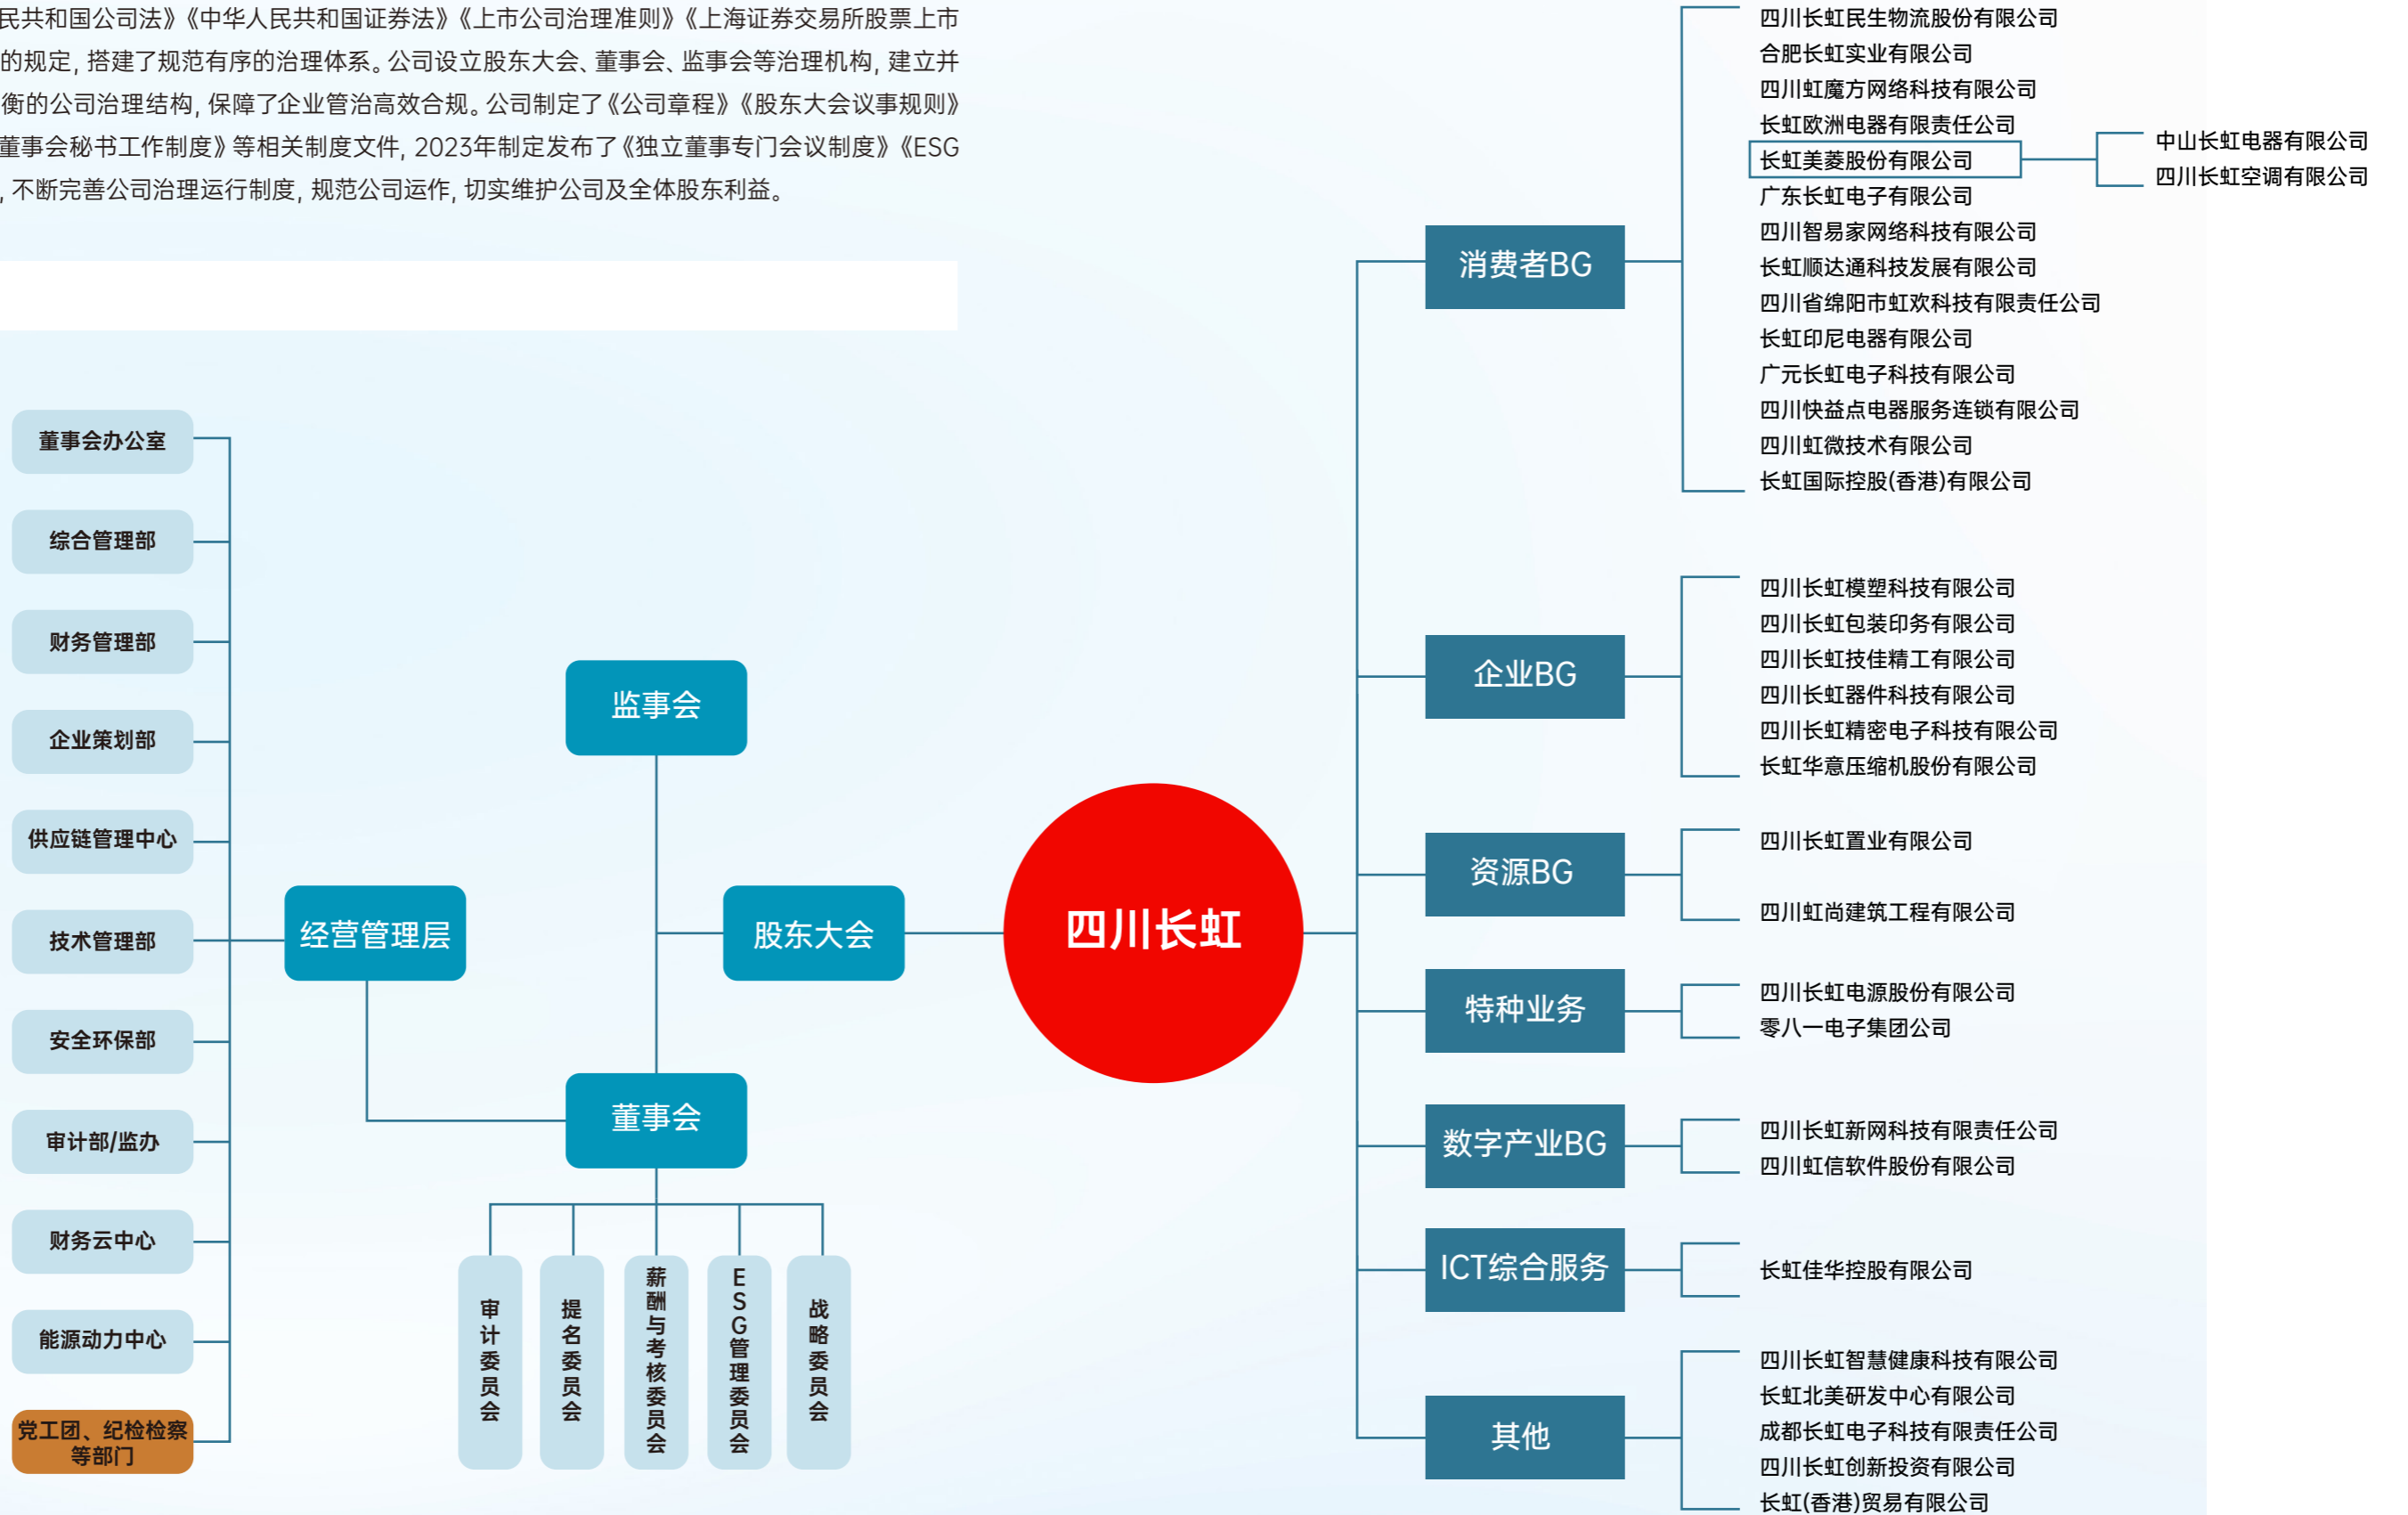 民共和国公司法》《中华人民共和国证券法》《上市公司治理准则》《上海证券交易所股票上市
的规定, 搭建了规范有序的治理体系。公司设立股东大会、董事会、监事会等治理机构, 建立并
衡的公司治理结构, 保障了企业管治高效合规。公司制定了《公司章程》《股东大会议事规则》
董事会秘书工作制度》等相关制度文件, 2023年制定发布了《独立董事专门会议制度》《ESG
, 不断完善公司治理运行制度, 规范公司运作, 切实维护公司及全体股东利益。
董事会办公室
综合管理部
财务管理部
企业策划部
供应链管理中心
技术管理部
安全环保部
审计部/监办
财务云中心
能源动力中心
党工团、纪检检察
等部门
经营管理层
监事会
股东大会
董事会
审计委员会
提名委员会
薪酬与考核委员会
ESG管理委员会
战略委员会
四川长虹
消费者BG
四川长虹民生物流股份有限公司
合肥长虹实业有限公司
四川虹魔方网络科技有限公司
长虹欧洲电器有限责任公司
长虹美菱股份有限公司
中山长虹电器有限公司
四川长虹空调有限公司
广东长虹电子有限公司
四川智易家网络科技有限公司
长虹顺达通科技发展有限公司
四川省绵阳市虹欢科技有限责任公司
长虹印尼电器有限公司
广元长虹电子科技有限公司
四川快益点电器服务连锁有限公司
四川虹微技术有限公司
长虹国际控股(香港)有限公司
企业BG
四川长虹模塑科技有限公司
四川长虹包装印务有限公司
四川长虹技佳精工有限公司
四川长虹器件科技有限公司
四川长虹精密电子科技有限公司
长虹华意压缩机股份有限公司
资源BG
四川长虹置业有限公司
四川虹尚建筑工程有限公司
特种业务
四川长虹电源股份有限公司
零八一电子集团公司
数字产业BG
四川长虹新网科技有限责任公司
四川虹信软件股份有限公司
ICT综合服务
长虹佳华控股有限公司
其他
四川长虹智慧健康科技有限公司
长虹北美研发中心有限公司
成都长虹电子科技有限责任公司
四川长虹创新投资有限公司
长虹(香港)贸易有限公司